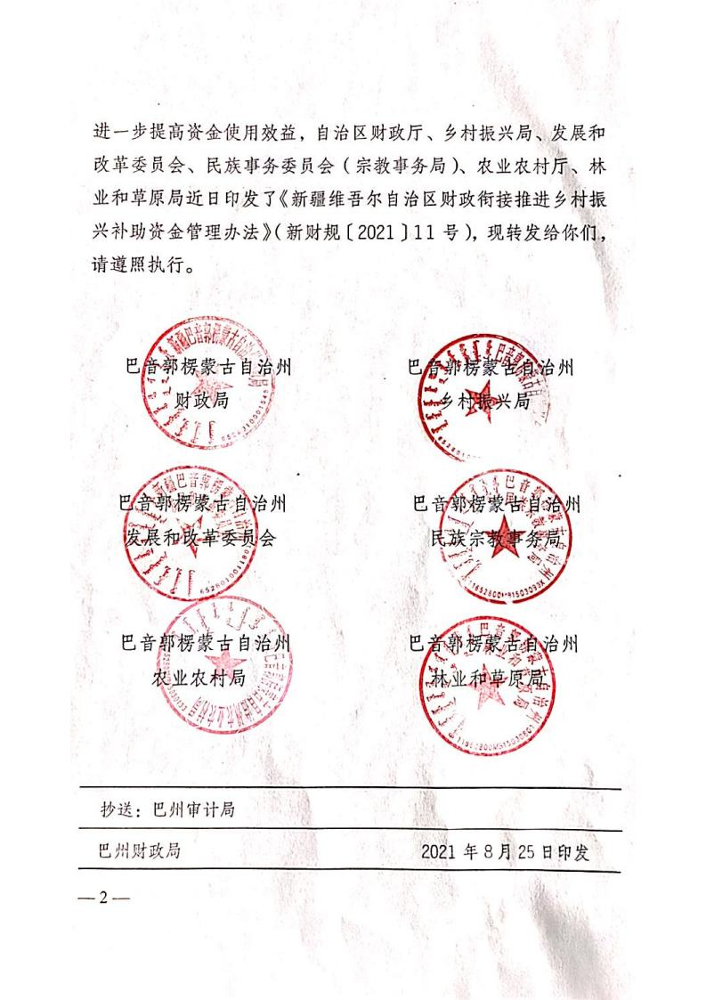 进一步提高资金使用效益，自治区财政厅、乡村振兴局、发展和
改革委员会、民族事务委员会（宗教事务局）、农业农村厅、林
业和草原局近日印发了《新疆维吾尔自治区财政衔接推进乡村振
兴补助资金管理办法》（新财规〔2021〕11号），现转发给你们，
请遵照执行。
巴音郭楞蒙古自治州 巴音郭楞蒙古自治州
财政局 乡村振兴局
巴音郭楞蒙古自治州 巴音郭楞蒙古自治州
发展和改革委员会 民族宗教事务局
巴音郭楞蒙古自治州 巴音郭楞蒙古自治州
农业农村局 林业和草原局
抄送：巴州审计局
巴州财政局 2021年8月25日印发
—2—